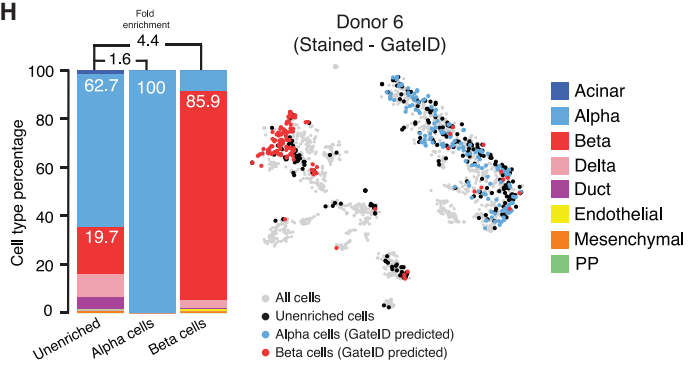 H
Fold
enrichment
4.4
1.6
Donor 6
(Stained - GateID)
Cell type percentage
100
80
60
40
20
0
62.7
100
85.9
19.7
Unenriched
Alpha cells
Beta cells
All cells
Unenriched cells
Alpha cells (GateID predicted)
Beta cells (GateID predicted)
Acinar
Alpha
Beta
Delta
Duct
Endothelial
Mesenchymal
PP